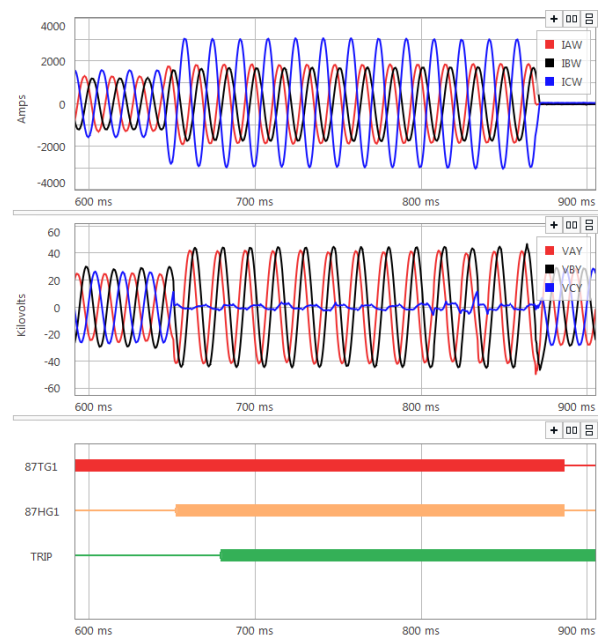 4000
2000
0
-2000
-4000
Amps
IAW
IBW
ICW
600 ms
700 ms
800 ms
900 ms
60
40
20
0
-20
-40
-60
Kilovolts
VAY
VBY
VCY
600 ms
700 ms
800 ms
900 ms
87TG1
87HG1
TRIP
600 ms
700 ms
800 ms
900 ms